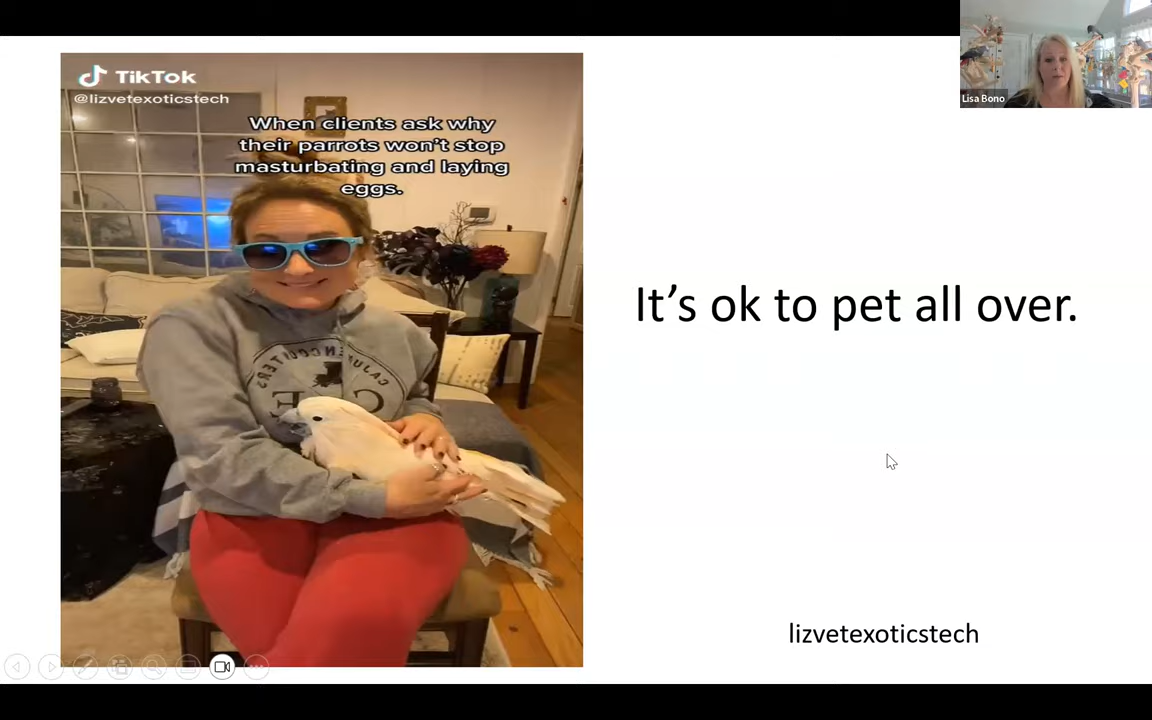 TikTok
@lizvetexoticstech
When clients ask why
their parrots won't stop
masturbating and laying
eggs.
Lisa Bono
It's ok to pet all over.
lizvetexoticstech